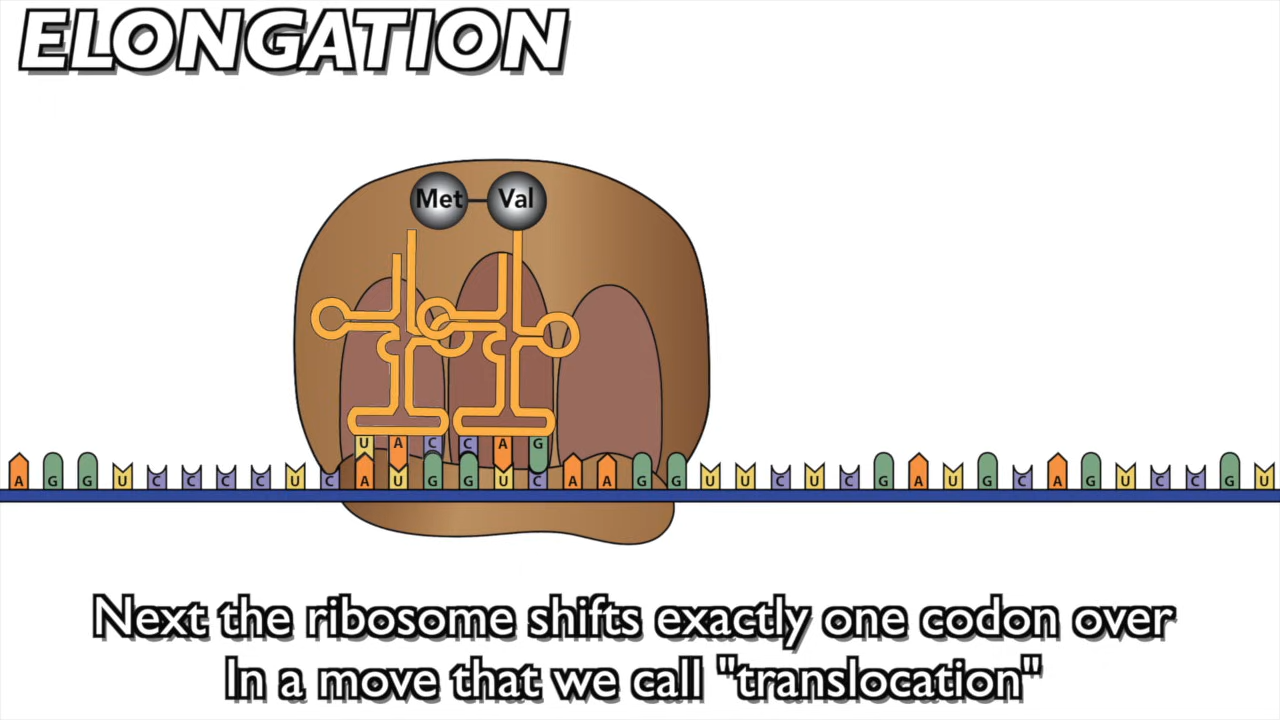 ELONGATION
Met Val
U A C C A G
A G G U C C C C U C A U G G U C A A G G U U C U C G A U G C A G U C C G U
Next the ribosome shifts exactly one codon over
In a move that we call "translocation"